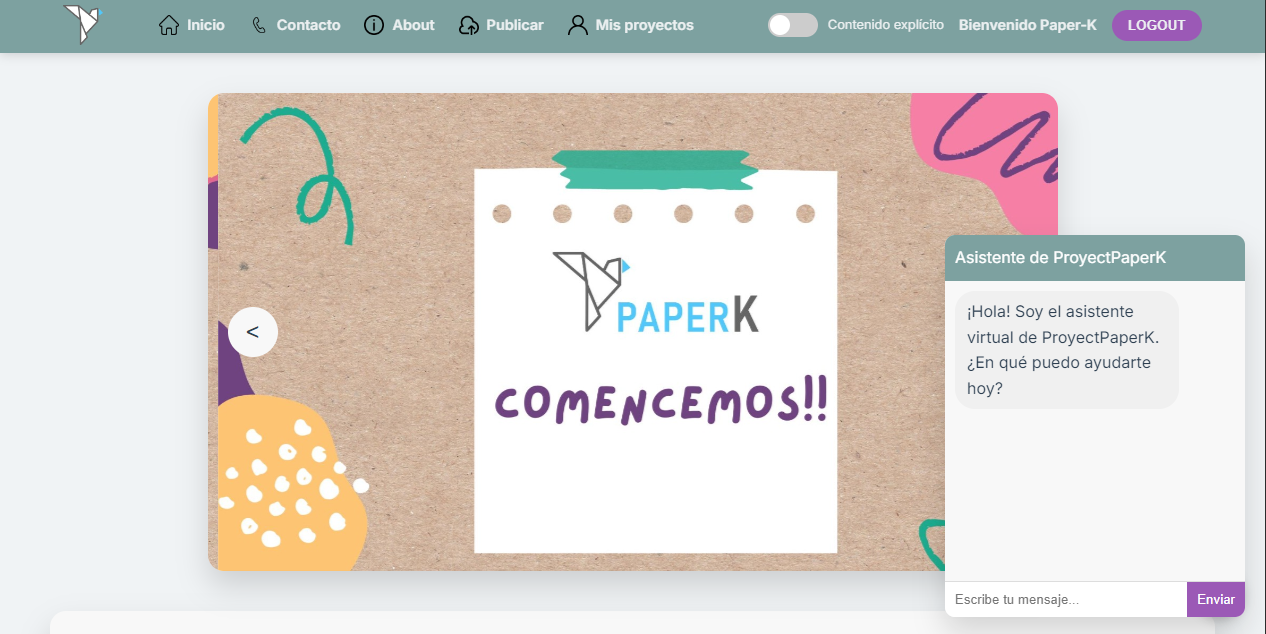 Inicio
Contacto
About
Publicar
Mis proyectos
Contenido explícito
Bienvenido Paper-K
LOGOUT
PAPERK
COMENCEMOS!!
<
Asistente de ProyectPaperK
¡Hola! Soy el asistente
virtual de ProyectPaperK.
¿En qué puedo ayudarte
hoy?
Escribe tu mensaje...
Enviar